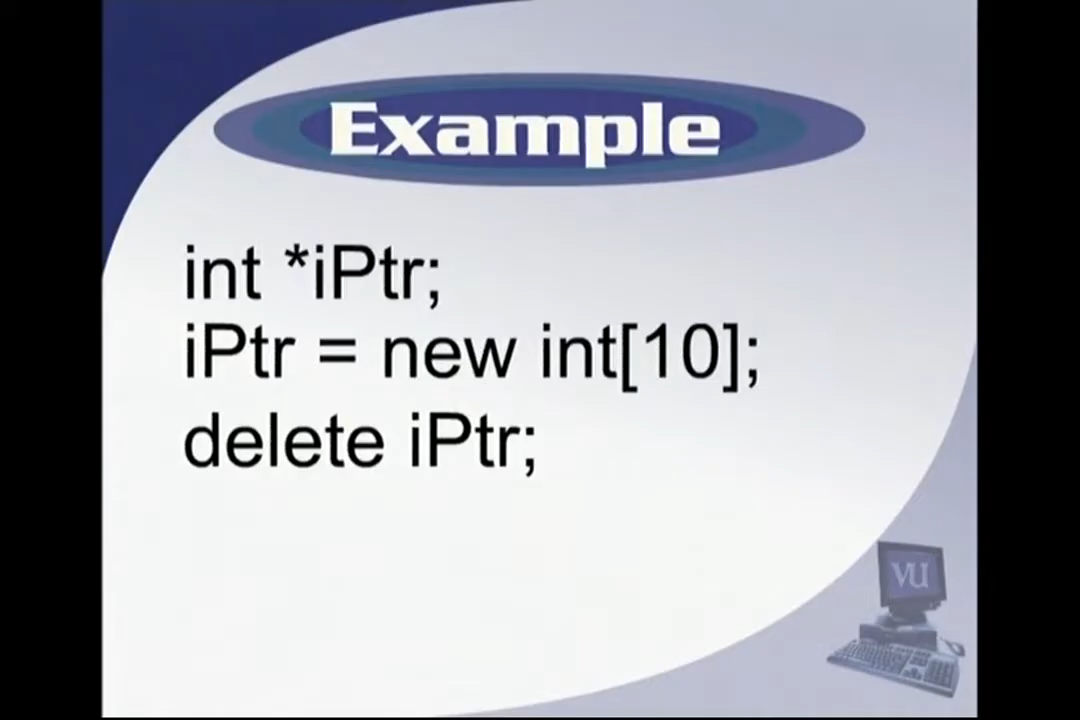 Example
int *iPtr;
iPtr = new int[10];
delete iPtr;
VU